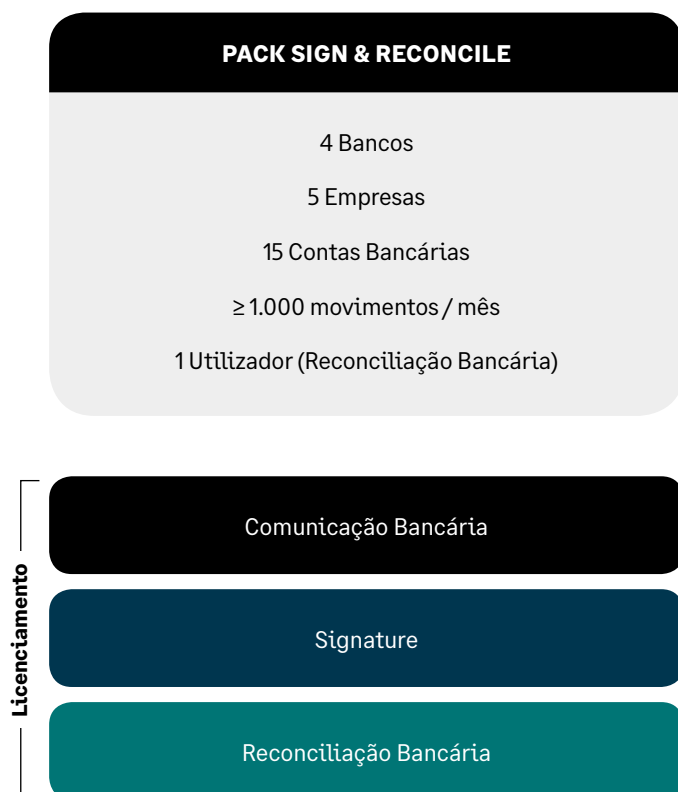 PACK SIGN & RECONCILE
4 Bancos
5 Empresas
15 Contas Bancárias
≥ 1.000 movimentos / mês
1 Utilizador (Reconciliação Bancária)
Licenciamento
Comunicação Bancária
Signature
Reconciliação Bancária